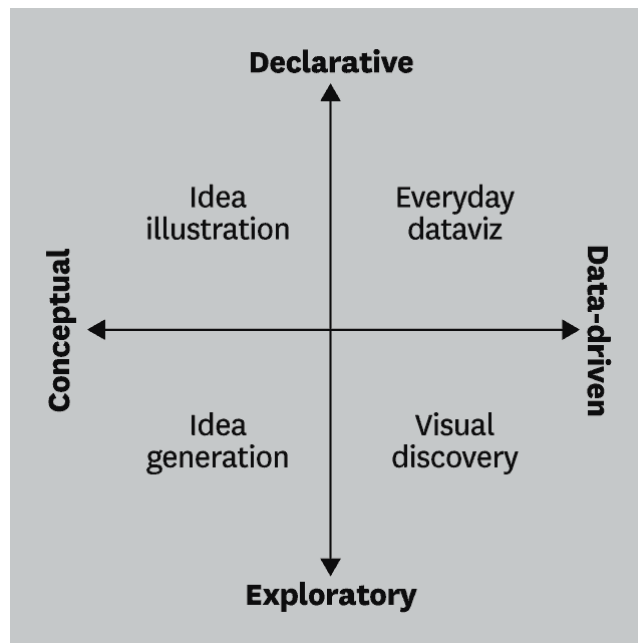 Declarative
Idea
illustration
Everyday
dataviz
Conceptual
Data-driven
Idea
generation
Visual
discovery
Exploratory